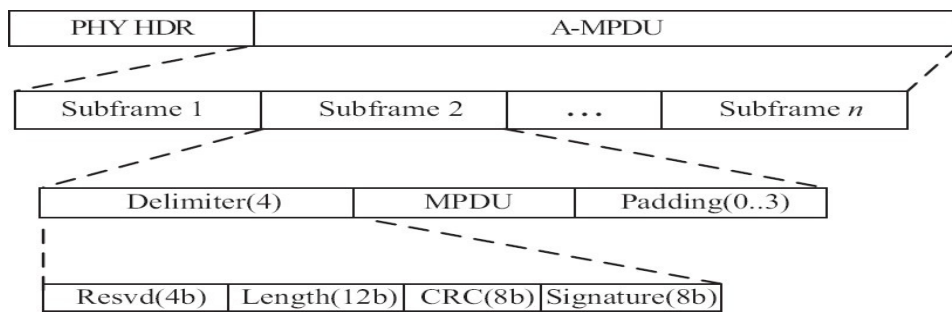 PHY HDR A-MPDU
Subframe 1 Subframe 2 ... Subframe n
Delimiter(4) MPDU Padding(0..3)
Resvd(4b) Length(12b) CRC(8b) Signature(8b)